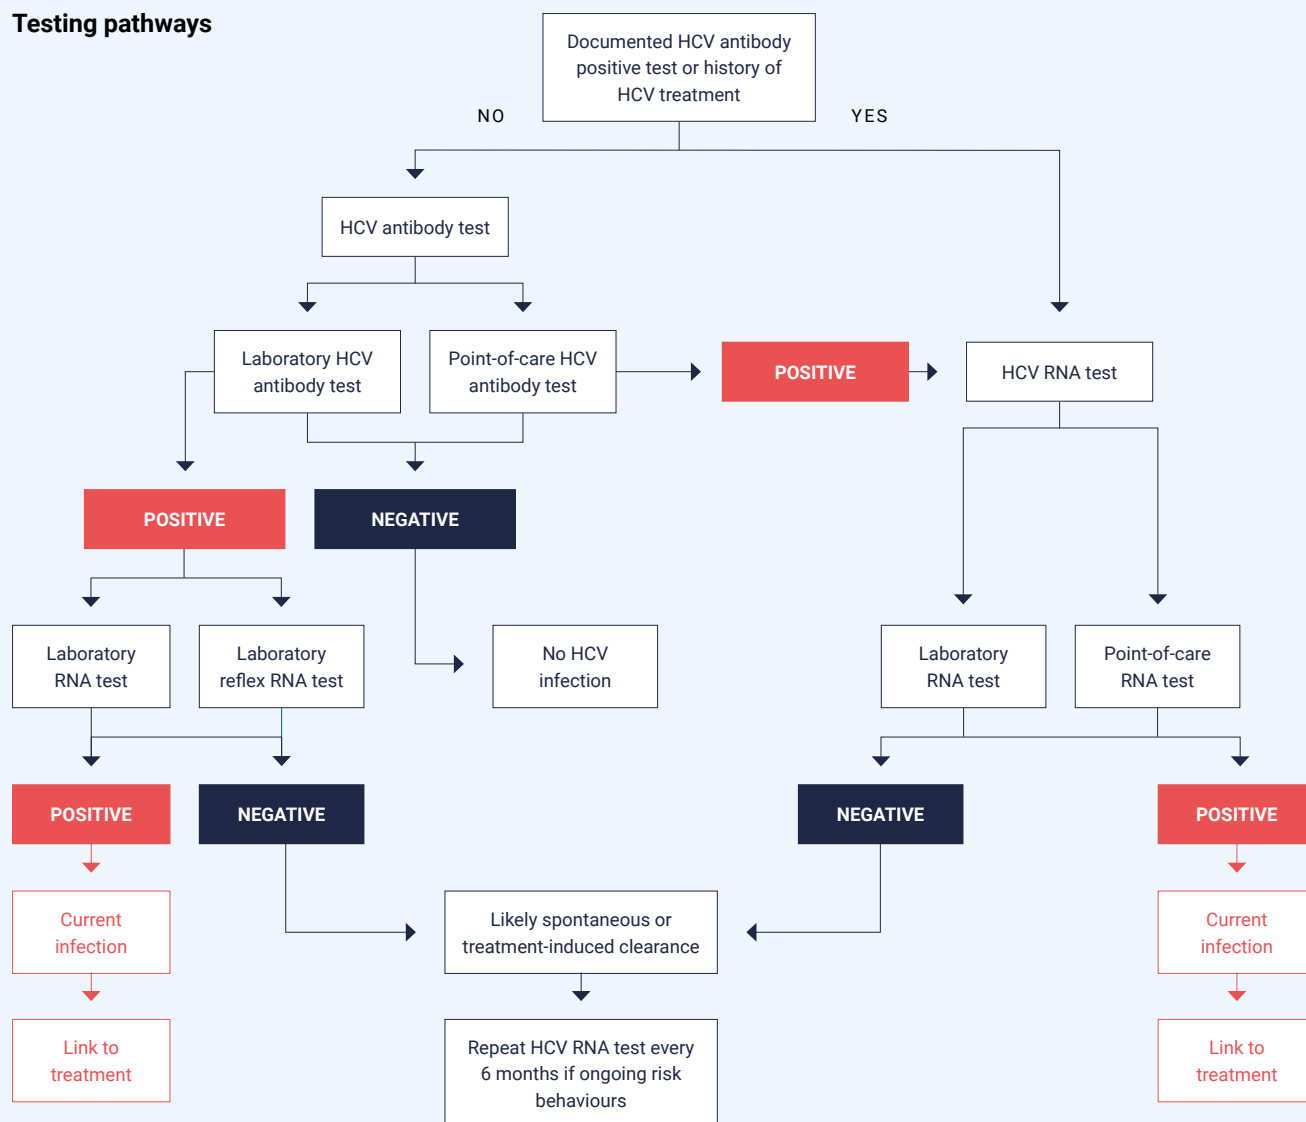 Testing pathways
Documented HCV antibody
positive test or history of
HCV treatment
NO
YES
HCV antibody test
Laboratory HCV
antibody test
Point-of-care HCV
antibody test
POSITIVE
HCV RNA test
POSITIVE
NEGATIVE
Laboratory
RNA test
Laboratory
reflex RNA test
No HCV
infection
Laboratory
RNA test
Point-of-care
RNA test
POSITIVE
NEGATIVE
NEGATIVE
POSITIVE
Current
infection
Likely spontaneous or
treatment-induced clearance
Current
infection
Link to
treatment
Repeat HCV RNA test every
6 months if ongoing risk
behaviours
Link to
treatment